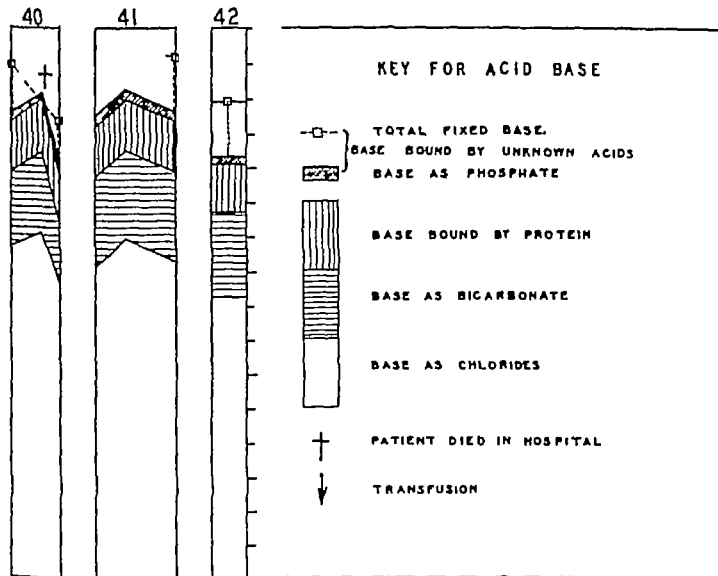 40 41 42
KEY FOR ACID BASE
TOTAL FIXED BASE.
BASE BOUND BY UNKNOWN ACIDS
BASE AS PHOSPHATE
BASE BOUND BY PROTEIN
BASE AS BICARBONATE
BASE AS CHLORIDES
PATIENT DIED IN HOSPITAL
TRANSFUSION